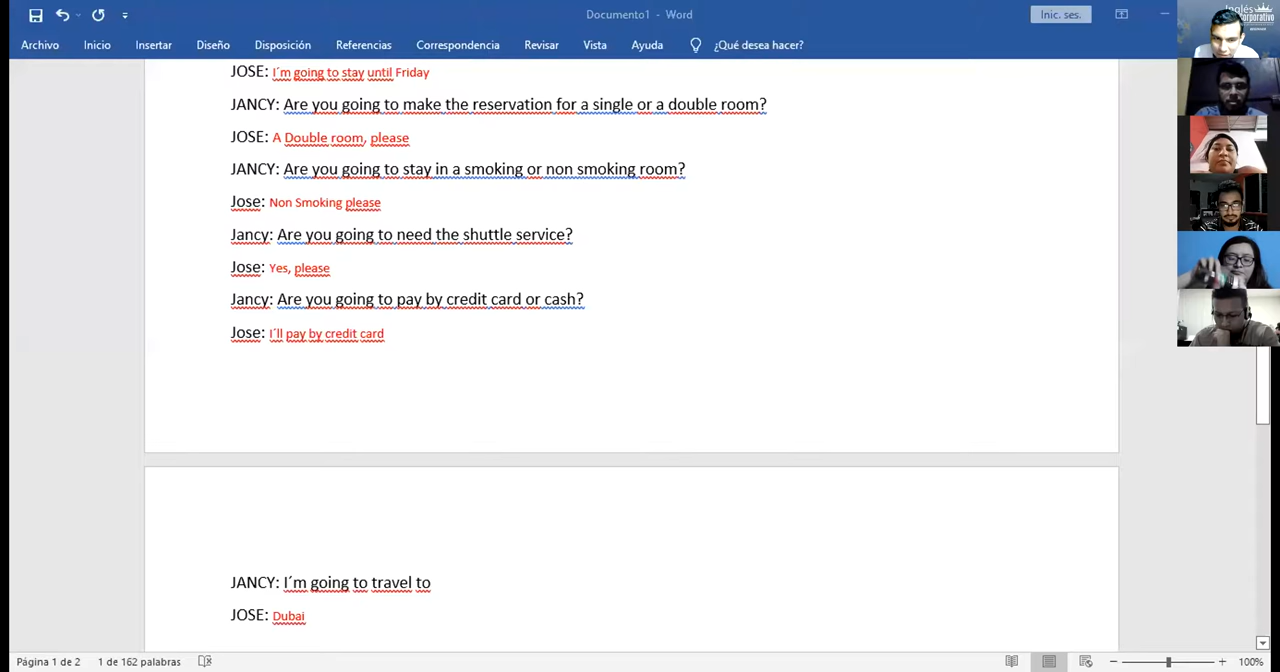 Documento1 - Word
Inic. ses.
Inglés
Corporativo
Archivo Inicio Insertar Diseño Disposición Referencias Correspondencia Revisar Vista Ayuda ¿Qué desea hacer?
JOSE: I´m going to stay until Friday
JANCY: Are you going to make the reservation for a single or a double room?
JOSE: A Double room, please
JANCY: Are you going to stay in a smoking or non smoking room?
Jose: Non Smoking please
Jancy: Are you going to need the shuttle service?
Jose: Yes, please
Jancy: Are you going to pay by credit card or cash?
Jose: I´ll pay by credit card
JANCY: I´m going to travel to
JOSE: Dubai
Página 1 de 2 1 de 162 palabras 100%